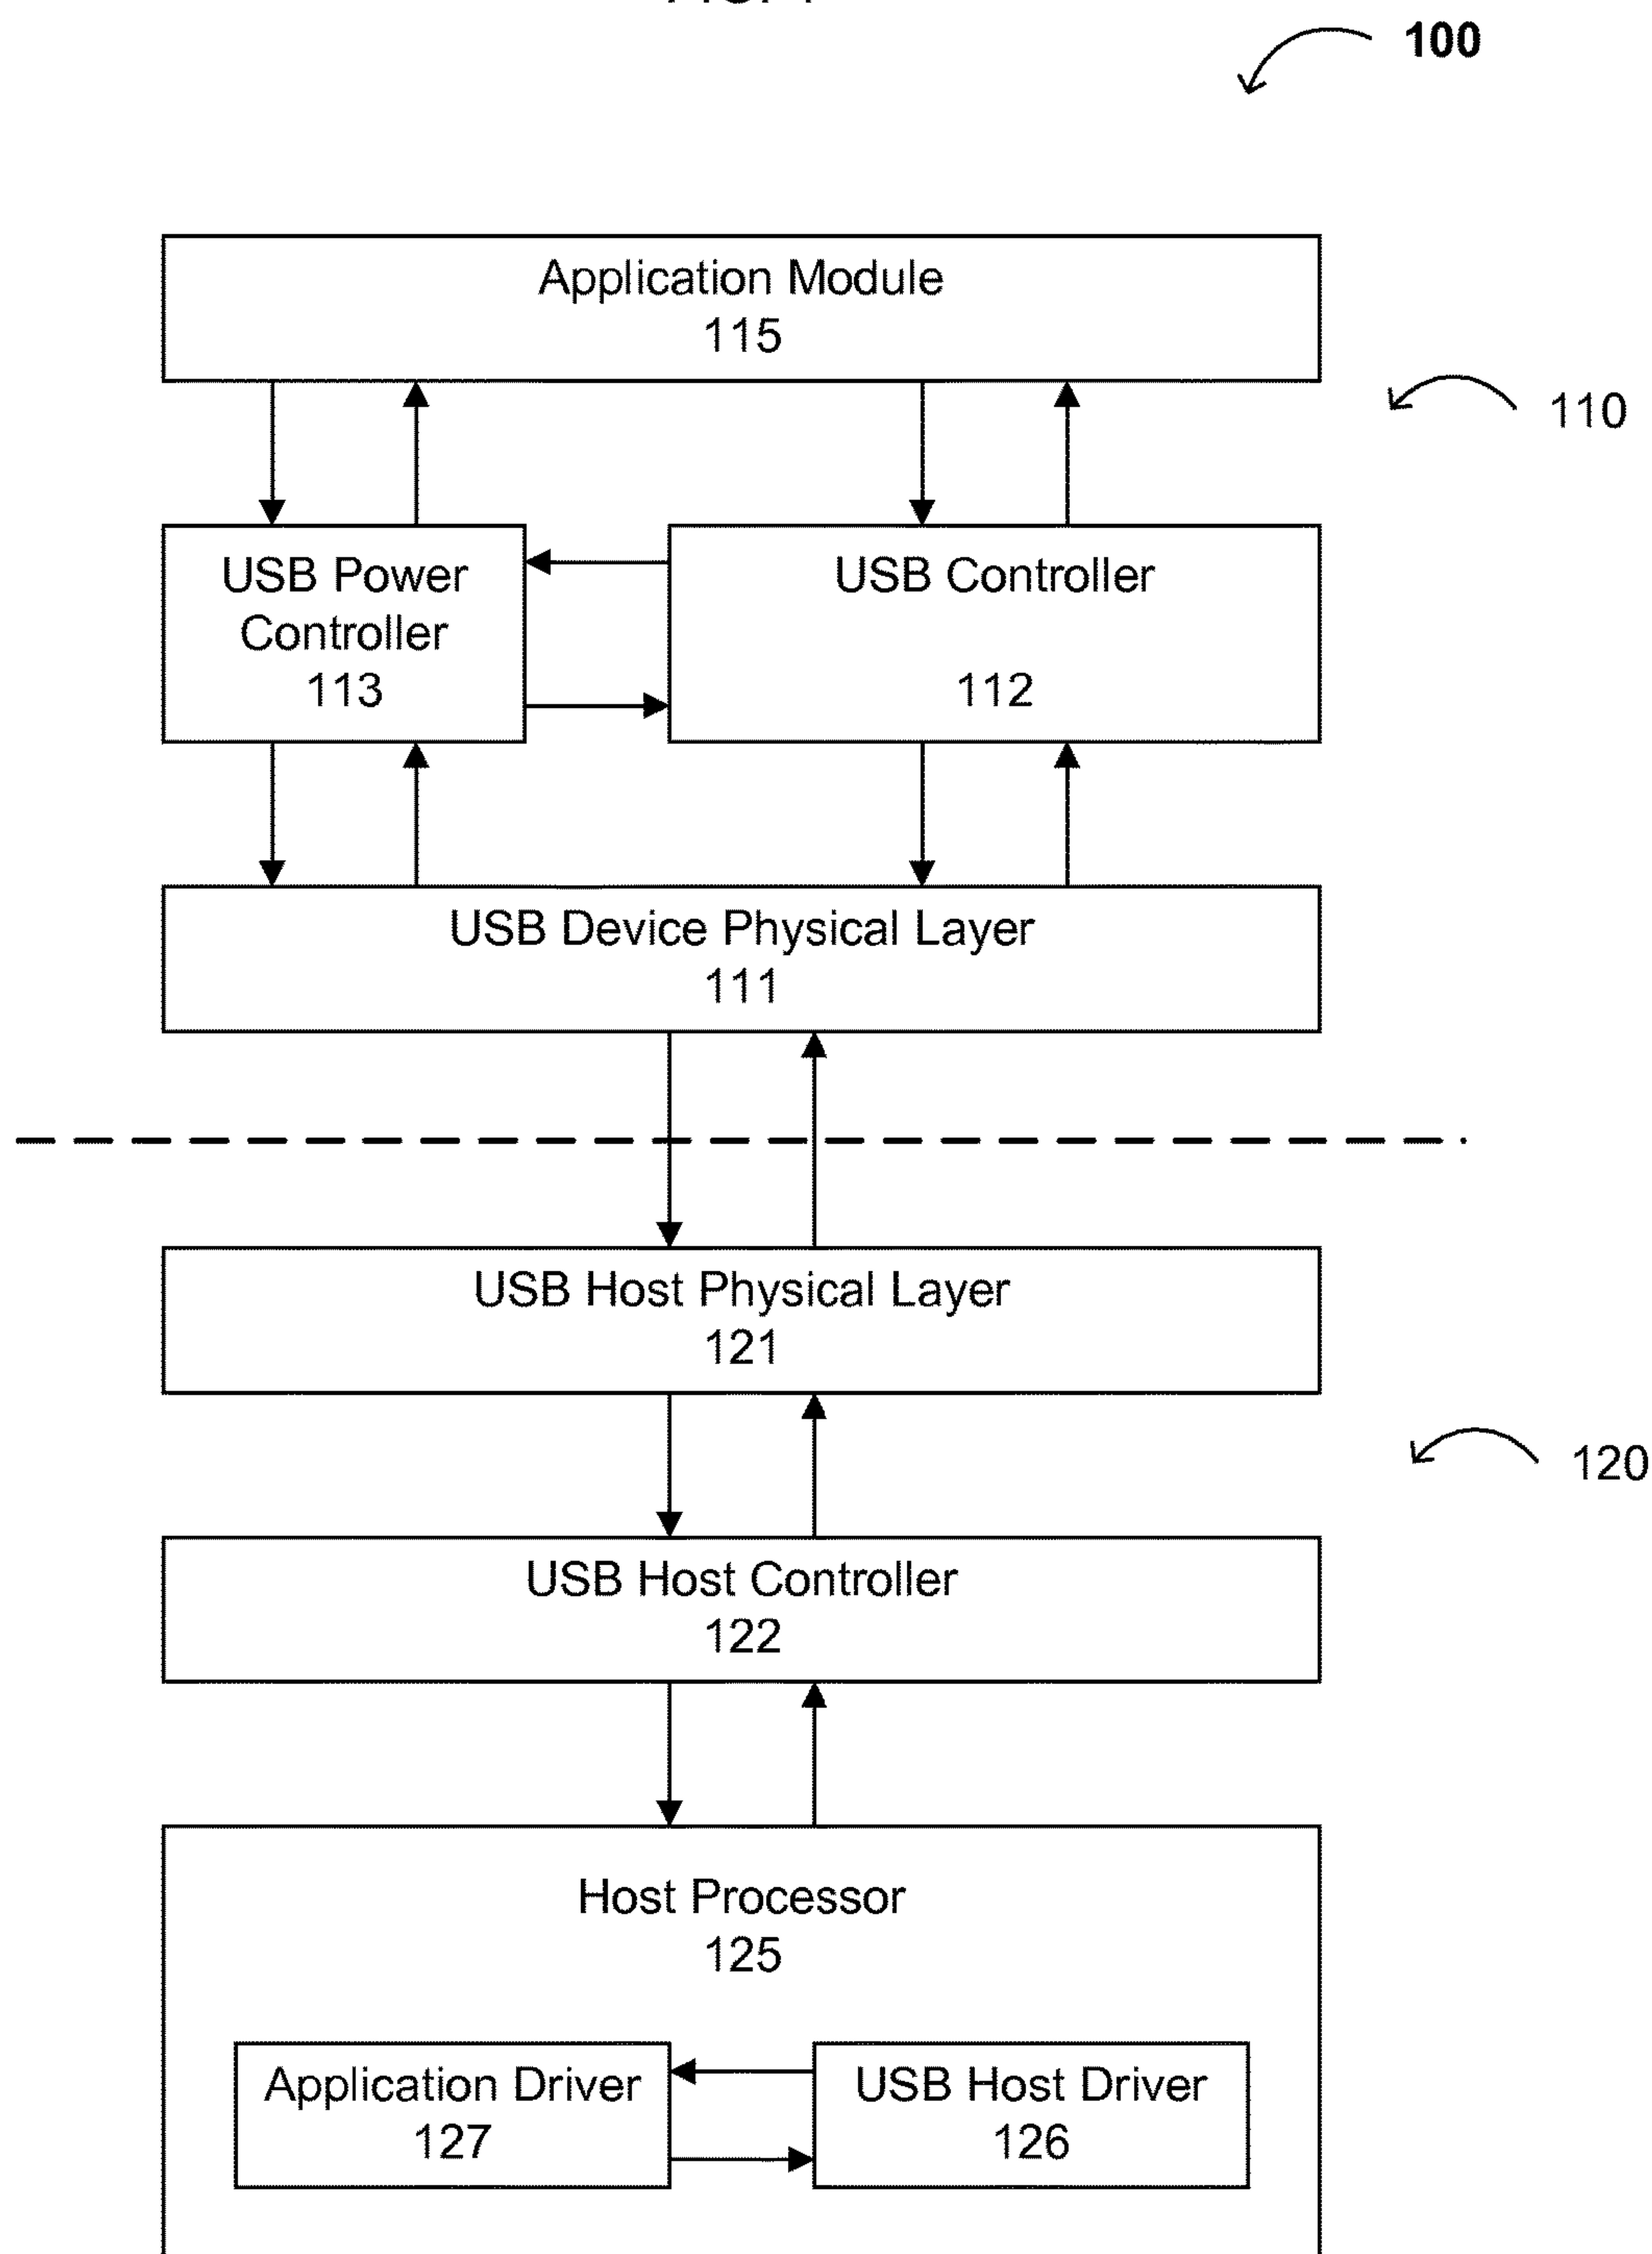 100
Application Module
115
110
USB Power
Controller
113
USB Controller
112
USB Device Physical Layer
111
USB Host Physical Layer
121
120
USB Host Controller
122
Host Processor
125
Application Driver
127
USB Host Driver
126